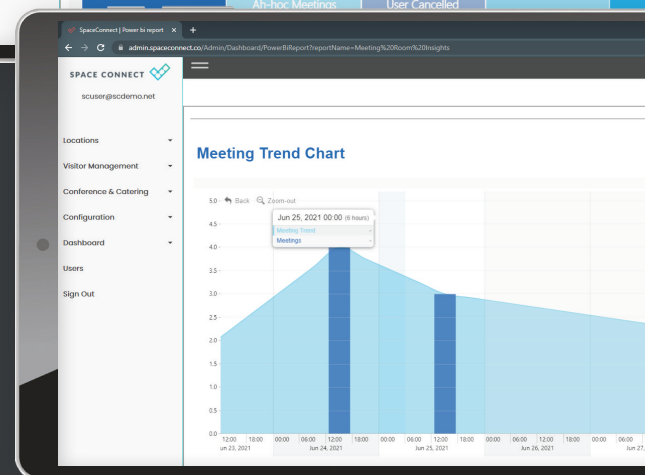 Ah-hoc Meetings
User Cancelled
SpaceConnect | Power bi report
admin.spaceconnect.co/Admin/Dashboard/PowerBiReport?reportName=Meeting%20Room%20Insights
SPACE CONNECT
scuser@scdemo.net
Locations
Visitor Management
Conference & Catering
Configuration
Dashboard
Users
Sign Out
Meeting Trend Chart
Back Zoom-out
Jun 25, 2021 00:00 (6 hours)
Meeting Trend -
Meetings -
5.0
4.5
4.0
3.5
3.0
2.5
2.0
1.5
1.0
0.5
0.0
12:00 18:00 00:00 06:00 12:00 18:00 00:00 06:00 12:00 18:00 00:00 06:00 12:00 18:00 00:00 06:00
un 23, 2021 Jun 24, 2021 Jun 25, 2021 Jun 26, 2021 Jun 27,